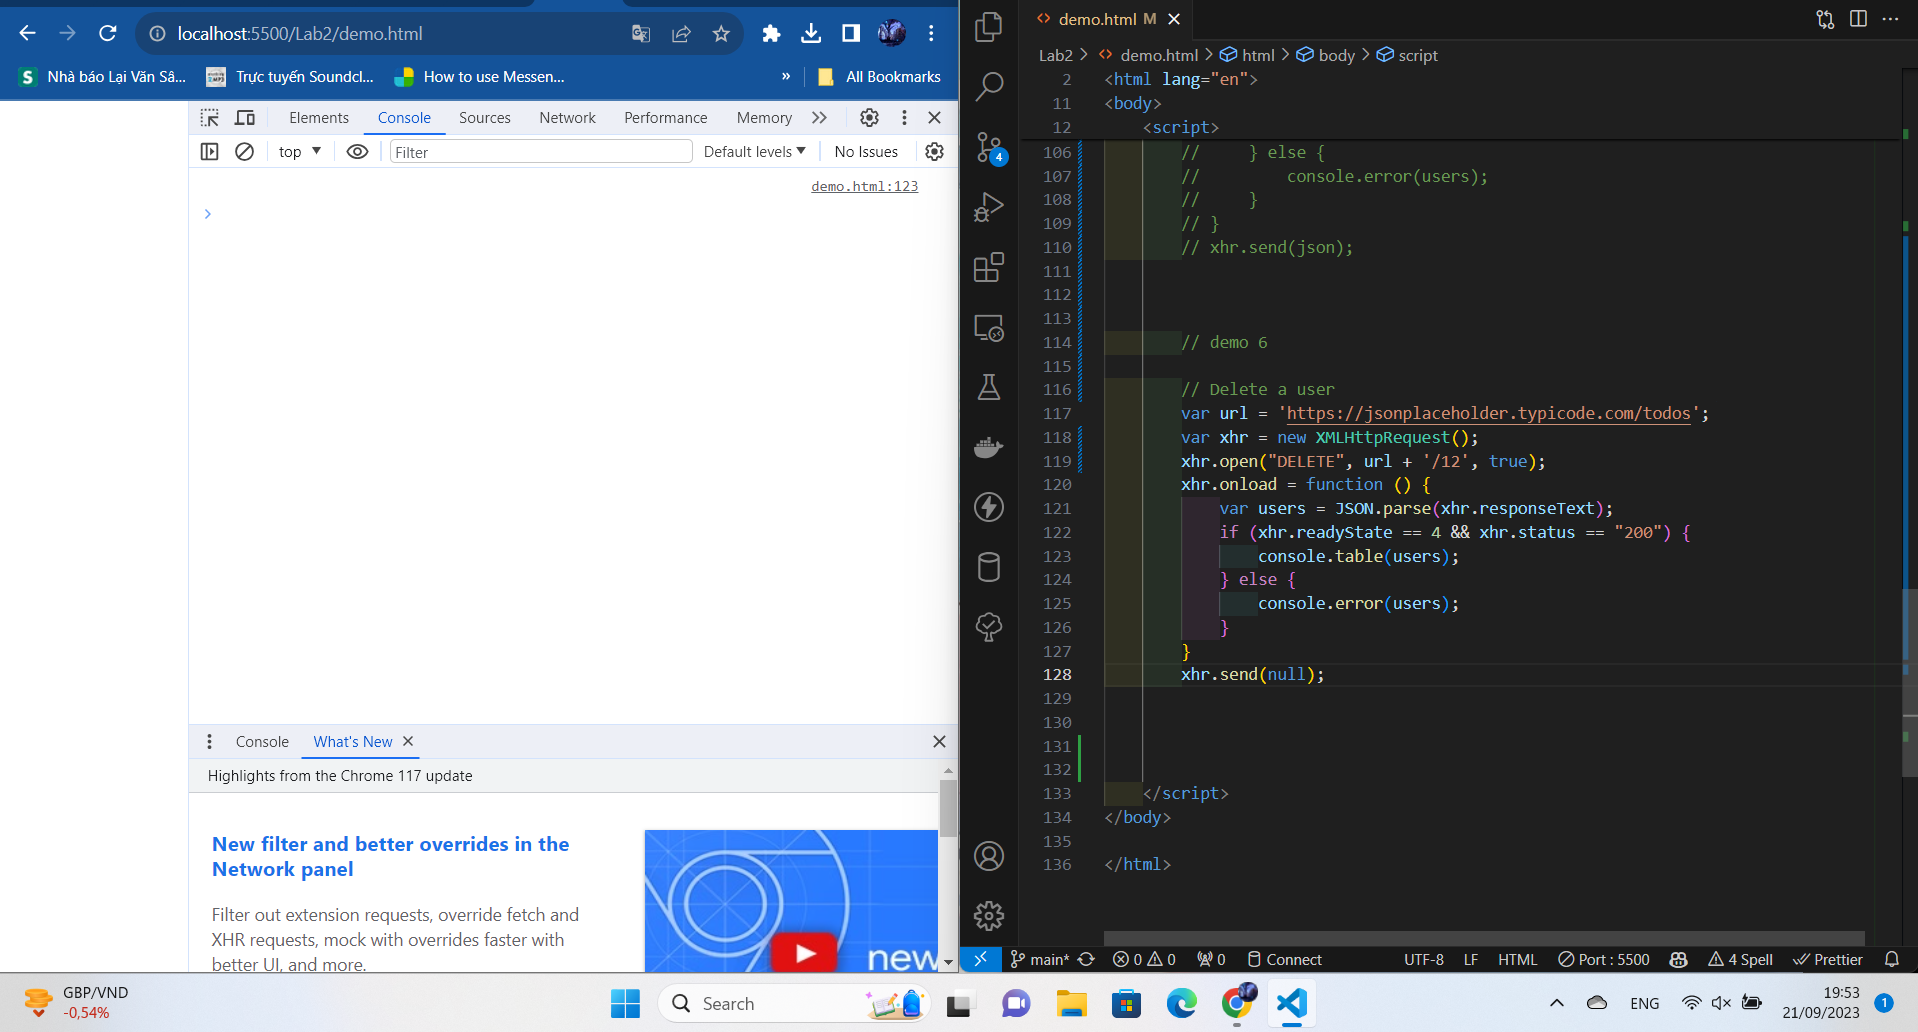 localhost:5500/Lab2/demo.html
S Nhà báo Lại Văn Sâ...
Trực tuyến Soundcl...
How to use Messen...
»
All Bookmarks
Elements Console Sources Network Performance Memory
top Filter Default levels No Issues
demo.html:123
Console What's New
Highlights from the Chrome 117 update
New filter and better overrides in the
Network panel
Filter out extension requests, override fetch and
XHR requests, mock with overrides faster with
better UI, and more.
new
demo.html M
Lab2 > demo.html > html > body > script
2 <html lang="en">
11 <body>
12 <script>
106 // } else {
107 // console.error(users);
108 // }
109 // }
110 // xhr.send(json);
111
112
113
114 // demo 6
115
116 // Delete a user
117 var url = 'https://jsonplaceholder.typicode.com/todos';
118 var xhr = new XMLHttpRequest();
119 xhr.open("DELETE", url + '/12', true);
120 xhr.onload = function () {
121 var users = JSON.parse(xhr.responseText);
122 if (xhr.readyState == 4 && xhr.status == "200") {
123 console.table(users);
124 } else {
125 console.error(users);
126 }
127 }
128 xhr.send(null);
129
130
131
132
133 </script>
134 </body>
135
136 </html>
4
main* 0 0 0 Connect UTF-8 LF HTML Port : 5500 4 Spell Prettier
GBP/VND
-0,54%
Search
ENG
19:53
21/09/2023
1